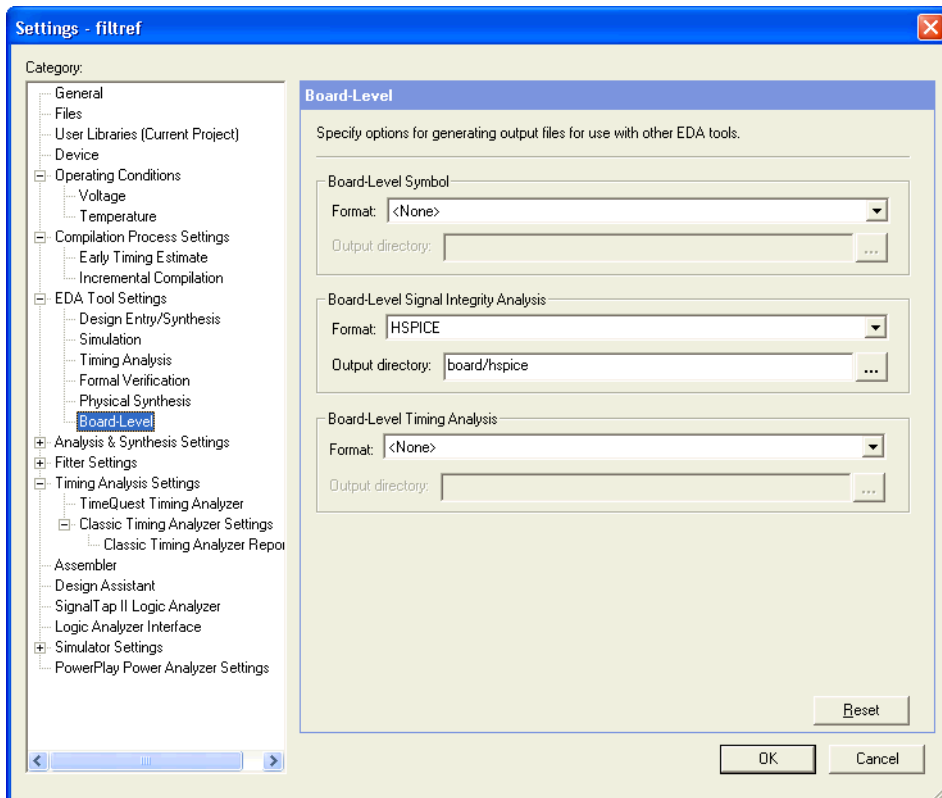 Settings - filtref
Category:
General
Files
User Libraries (Current Project)
Device
Operating Conditions
Voltage
Temperature
Compilation Process Settings
Early Timing Estimate
Incremental Compilation
EDA Tool Settings
Design Entry/Synthesis
Simulation
Timing Analysis
Formal Verification
Physical Synthesis
Board-Level
Analysis & Synthesis Settings
Fitter Settings
Timing Analysis Settings
TimeQuest Timing Analyzer
Classic Timing Analyzer Settings
Classic Timing Analyzer Repor
Assembler
Design Assistant
SignalTap II Logic Analyzer
Logic Analyzer Interface
Simulator Settings
PowerPlay Power Analyzer Settings
Board-Level
Specify options for generating output files for use with other EDA tools.
Board-Level Symbol
Format: <None>
Output directory: ...
Board-Level Signal Integrity Analysis
Format: HSPICE
Output directory: board/hspice ...
Board-Level Timing Analysis
Format: <None>
Output directory: ...
Reset
OK Cancel